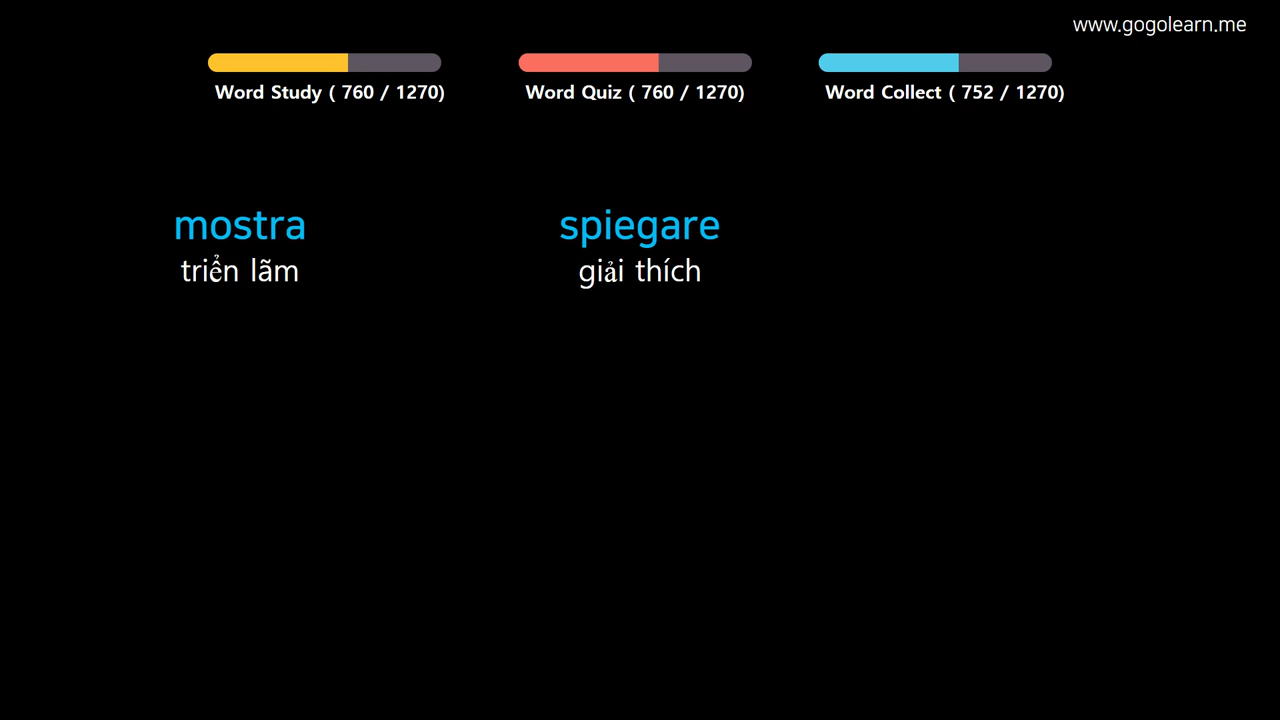 www.gogolearn.me
Word Study ( 760 / 1270)
Word Quiz ( 760 / 1270)
Word Collect ( 752 / 1270)
mostra
triển lãm
spiegare
giải thích